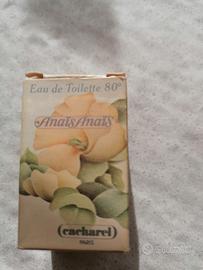 Eau de Toilette 80°
Anaïs Anaïs
cacharel
PARIS